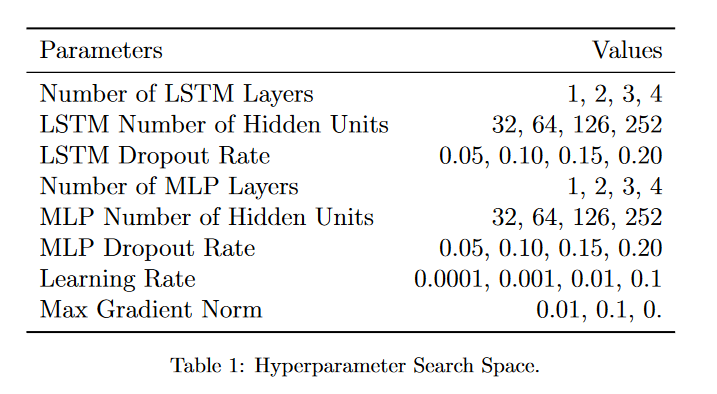 Parameters Values
Number of LSTM Layers 1, 2, 3, 4
LSTM Number of Hidden Units 32, 64, 126, 252
LSTM Dropout Rate 0.05, 0.10, 0.15, 0.20
Number of MLP Layers 1, 2, 3, 4
MLP Number of Hidden Units 32, 64, 126, 252
MLP Dropout Rate 0.05, 0.10, 0.15, 0.20
Learning Rate 0.0001, 0.001, 0.01, 0.1
Max Gradient Norm 0.01, 0.1, 0.
Table 1: Hyperparameter Search Space.